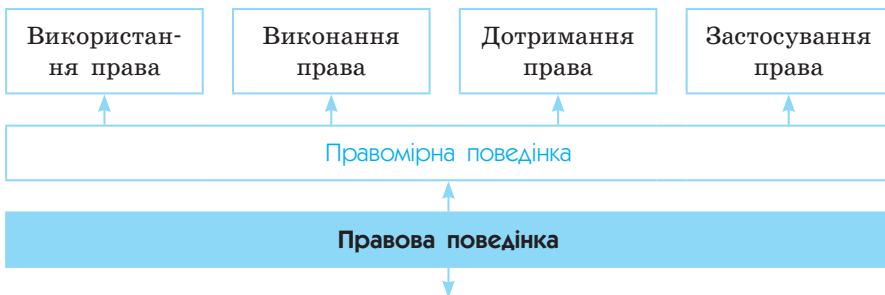 Використан-
ня права
Виконання
права
Дотримання
права
Застосування
права
Правомірна поведінка
Правова поведінка